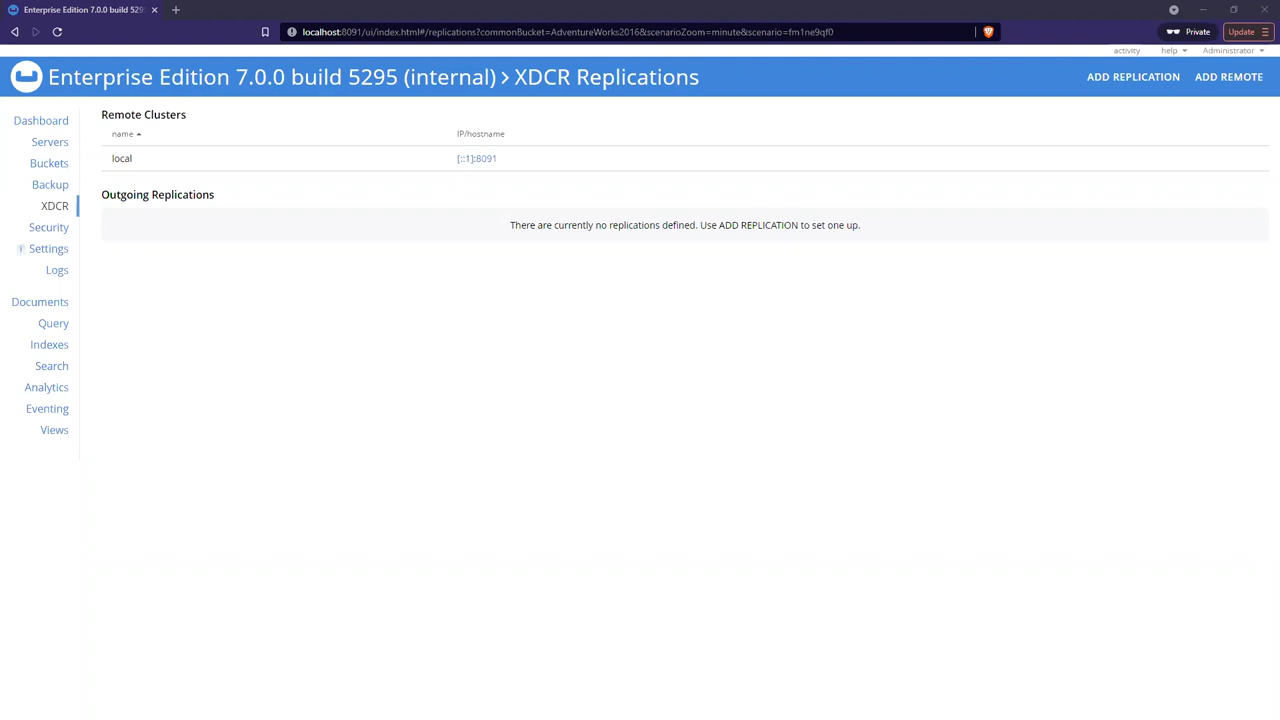 Enterprise Edition 7.0.0 build 529
localhost:8091/ui/index.html#/replications?commonBucket=AdventureWorks2016&scenarioZoom=minute&scenario=fm1ne9qf0
Private
Update
activity
help
Administrator
Enterprise Edition 7.0.0 build 5295 (internal) > XDCR Replications
ADD REPLICATION
ADD REMOTE
Dashboard
Servers
Buckets
Backup
XDCR
Security
Settings
Logs
Documents
Query
Indexes
Search
Analytics
Eventing
Views
Remote Clusters
name
IP/hostname
local
[::1]:8091
Outgoing Replications
There are currently no replications defined. Use ADD REPLICATION to set one up.